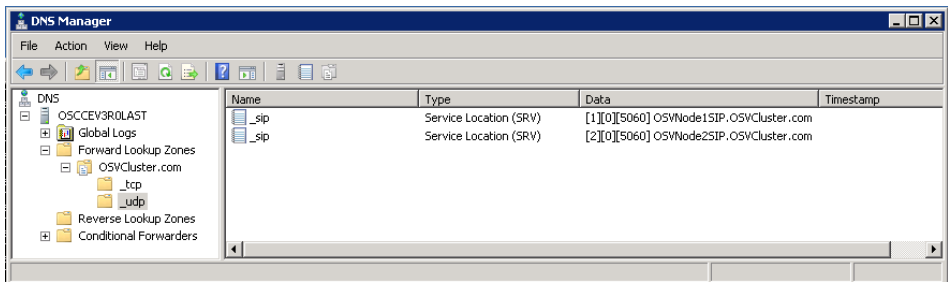 DNS Manager
File Action View Help
DNS
OSCCEV3R0LAST
Global Logs
Forward Lookup Zones
OSVCluster.com
_tcp
_udp
Reverse Lookup Zones
Conditional Forwarders
Name Type Data Timestamp
_sip Service Location (SRV) [1][0][5060] OSVNode1SIP.OSVCluster.com
_sip Service Location (SRV) [2][0][5060] OSVNode2SIP.OSVCluster.com